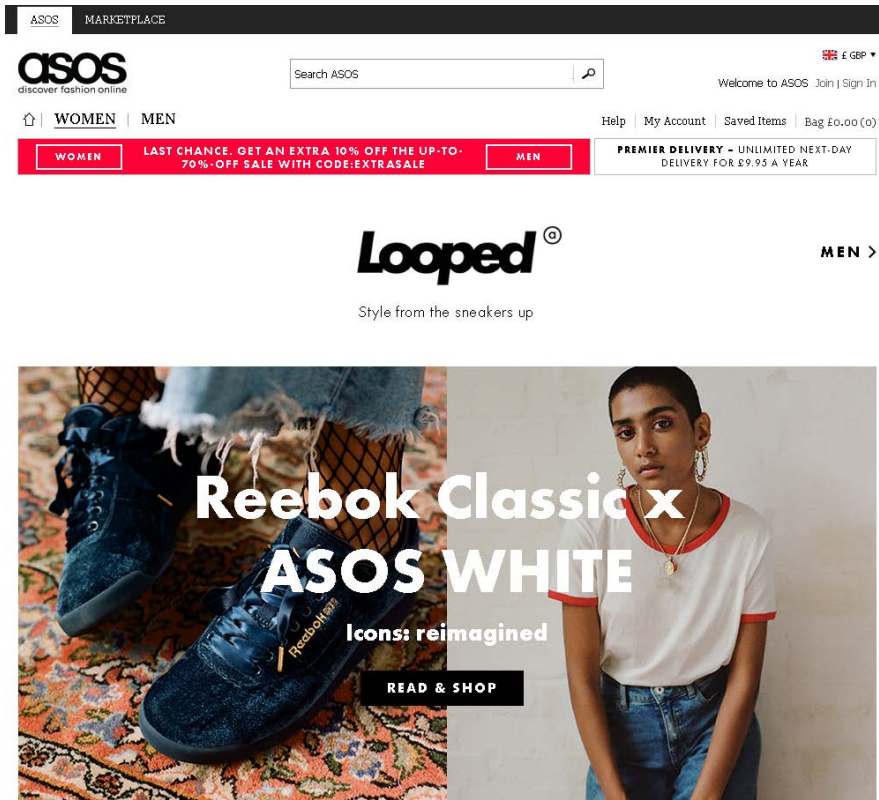 ASOS MARKETPLACE
asos
discover fashion online
Search ASOS
£ GBP
Welcome to ASOS Join | Sign In
WOMEN | MEN
Help | My Account | Saved Items | Bag £0.00 (0)
WOMEN
LAST CHANCE. GET AN EXTRA 10% OFF THE UP-TO-
70%-OFF SALE WITH CODE:EXTRASALE
MEN
PREMIER DELIVERY – UNLIMITED NEXT-DAY
DELIVERY FOR £9.95 A YEAR
Looped @
MEN >
Style from the sneakers up
Reebok Classic x
ASOS WHITE
Icons: reimagined
Reebok
READ & SHOP